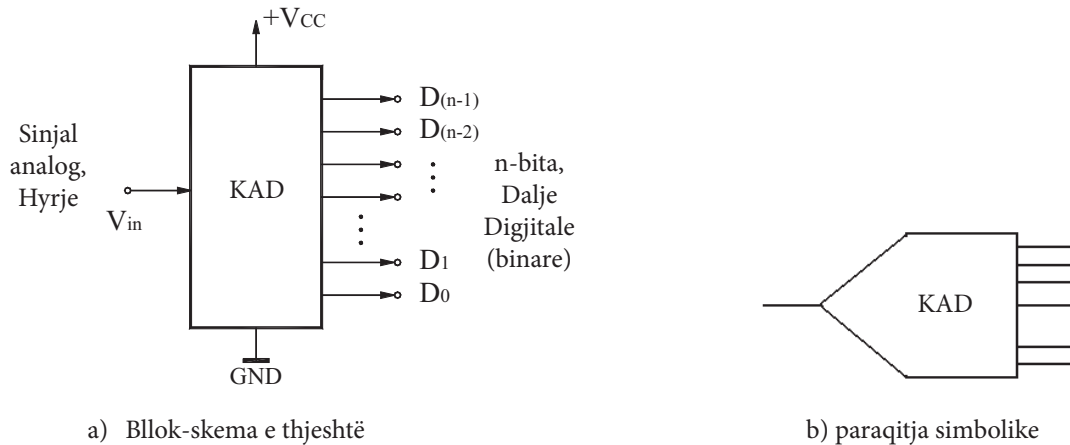 +VCC
Sinjal
analog,
Hyrje
Vin
KAD
D(n-1)
D(n-2)
D1
D0
n-bita,
Dalje
Digjitale
(binare)
GND
a) Bllok-skema e thjeshtë
KAD
b) paraqitja simbolike